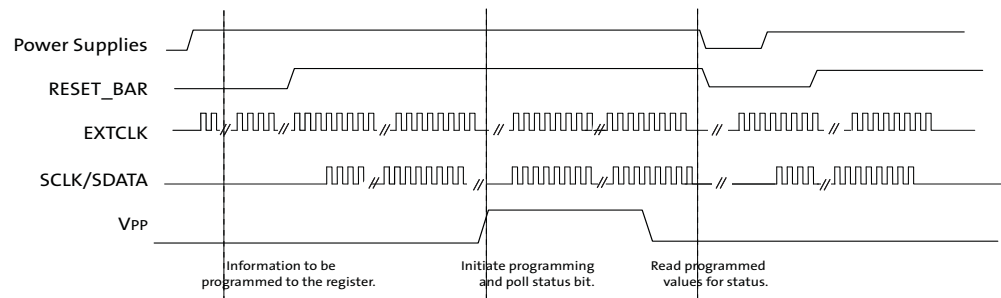 Power Supplies
RESET_BAR
EXTCLK
SCLK/SDATA
VPP
Information to be
programmed to the register.
Initiate programming
and poll status bit.
Read programmed
values for status.